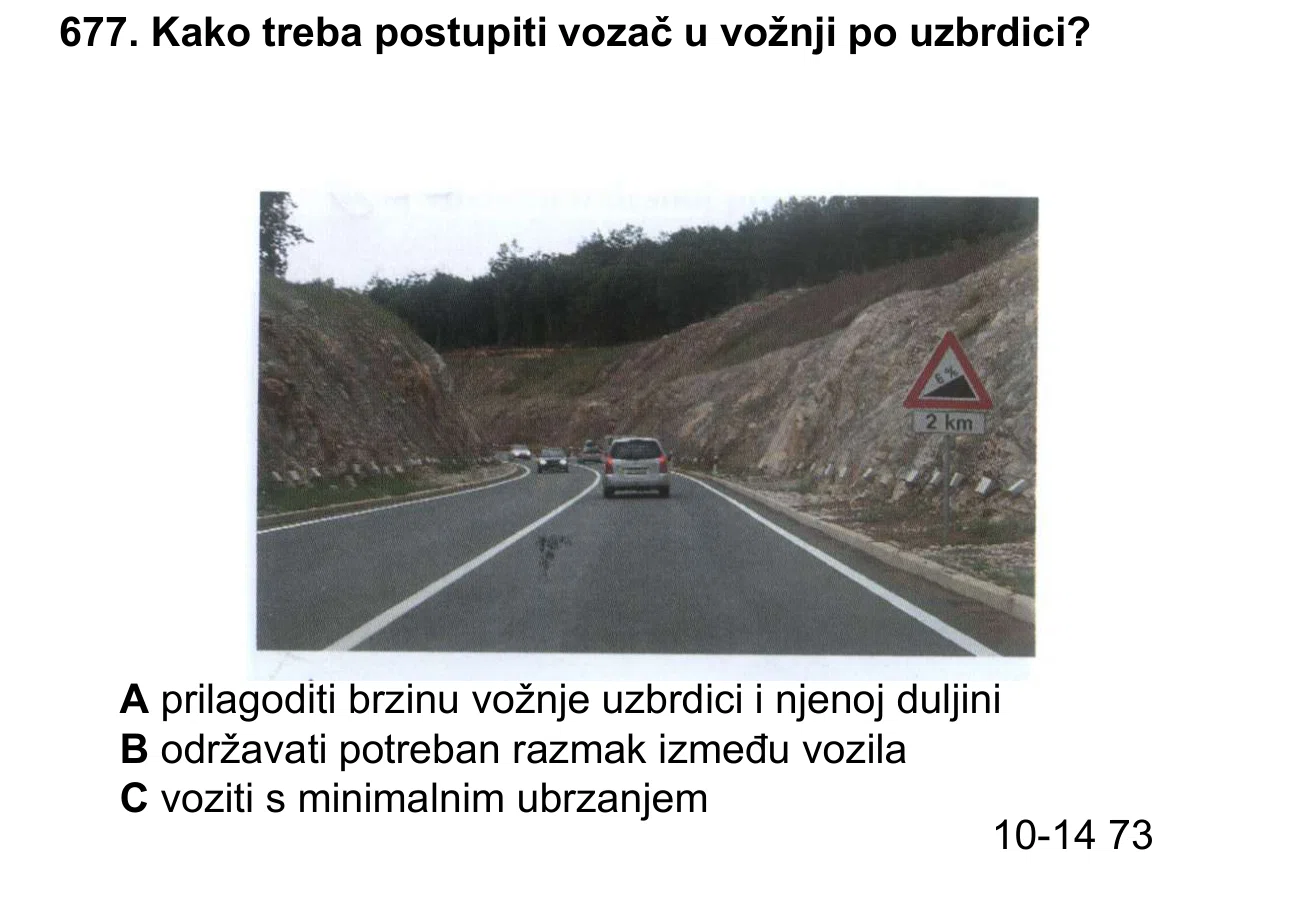 677. Kako treba postupiti vozač u vožnji po uzbrdici?
6 %
2 km
A prilagoditi brzinu vožnje uzbrdici i njenoj duljini
B održavati potreban razmak između vozila
C voziti s minimalnim ubrzanjem
10-14 73